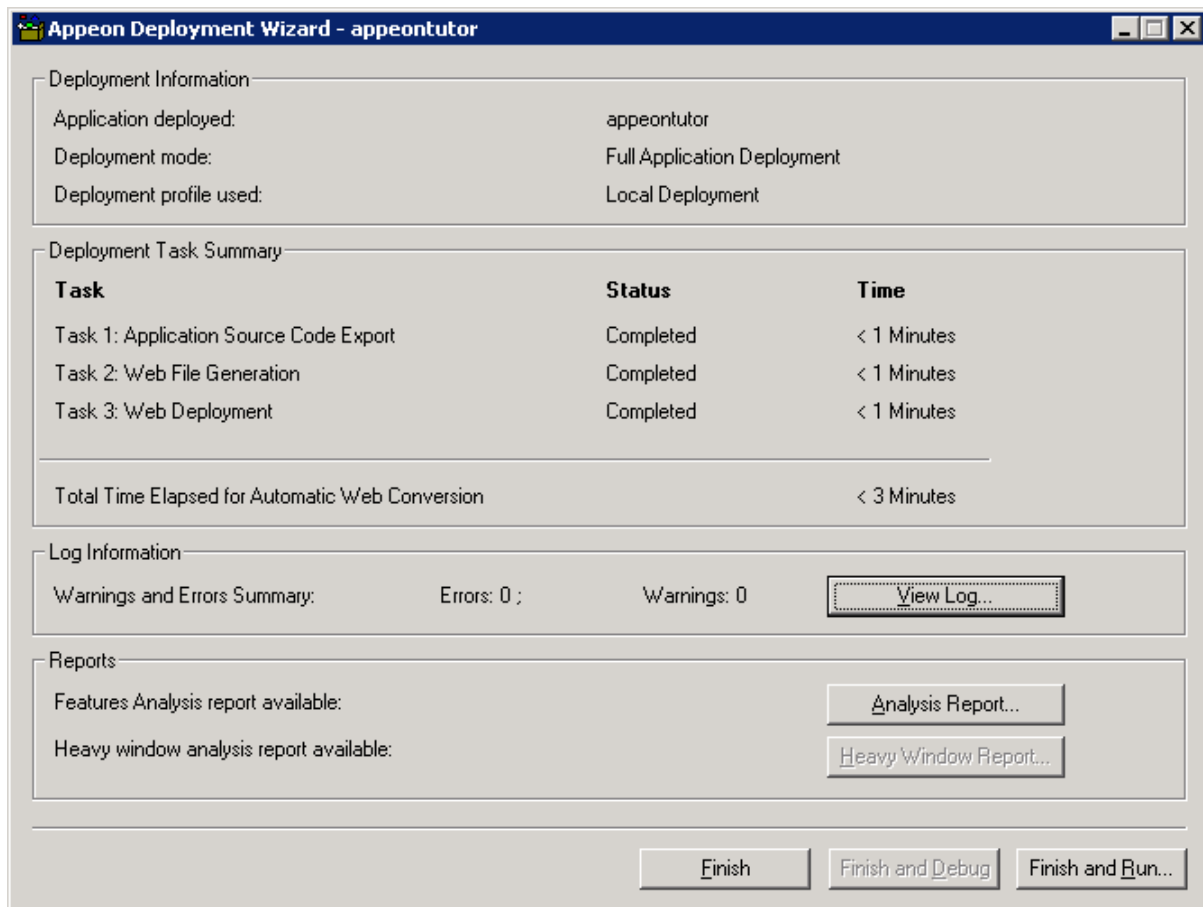 Appeon Deployment Wizard - appeontutor
Deployment Information
Application deployed: appeontutor
Deployment mode: Full Application Deployment
Deployment profile used: Local Deployment
Deployment Task Summary
Task Status Time
Task 1: Application Source Code Export Completed < 1 Minutes
Task 2: Web File Generation Completed < 1 Minutes
Task 3: Web Deployment Completed < 1 Minutes
Total Time Elapsed for Automatic Web Conversion < 3 Minutes
Log Information
Warnings and Errors Summary: Errors: 0 ; Warnings: 0 View Log...
Reports
Features Analysis report available: Analysis Report...
Heavy window analysis report available: Heavy Window Report...
Finish Finish and Debug Finish and Run...